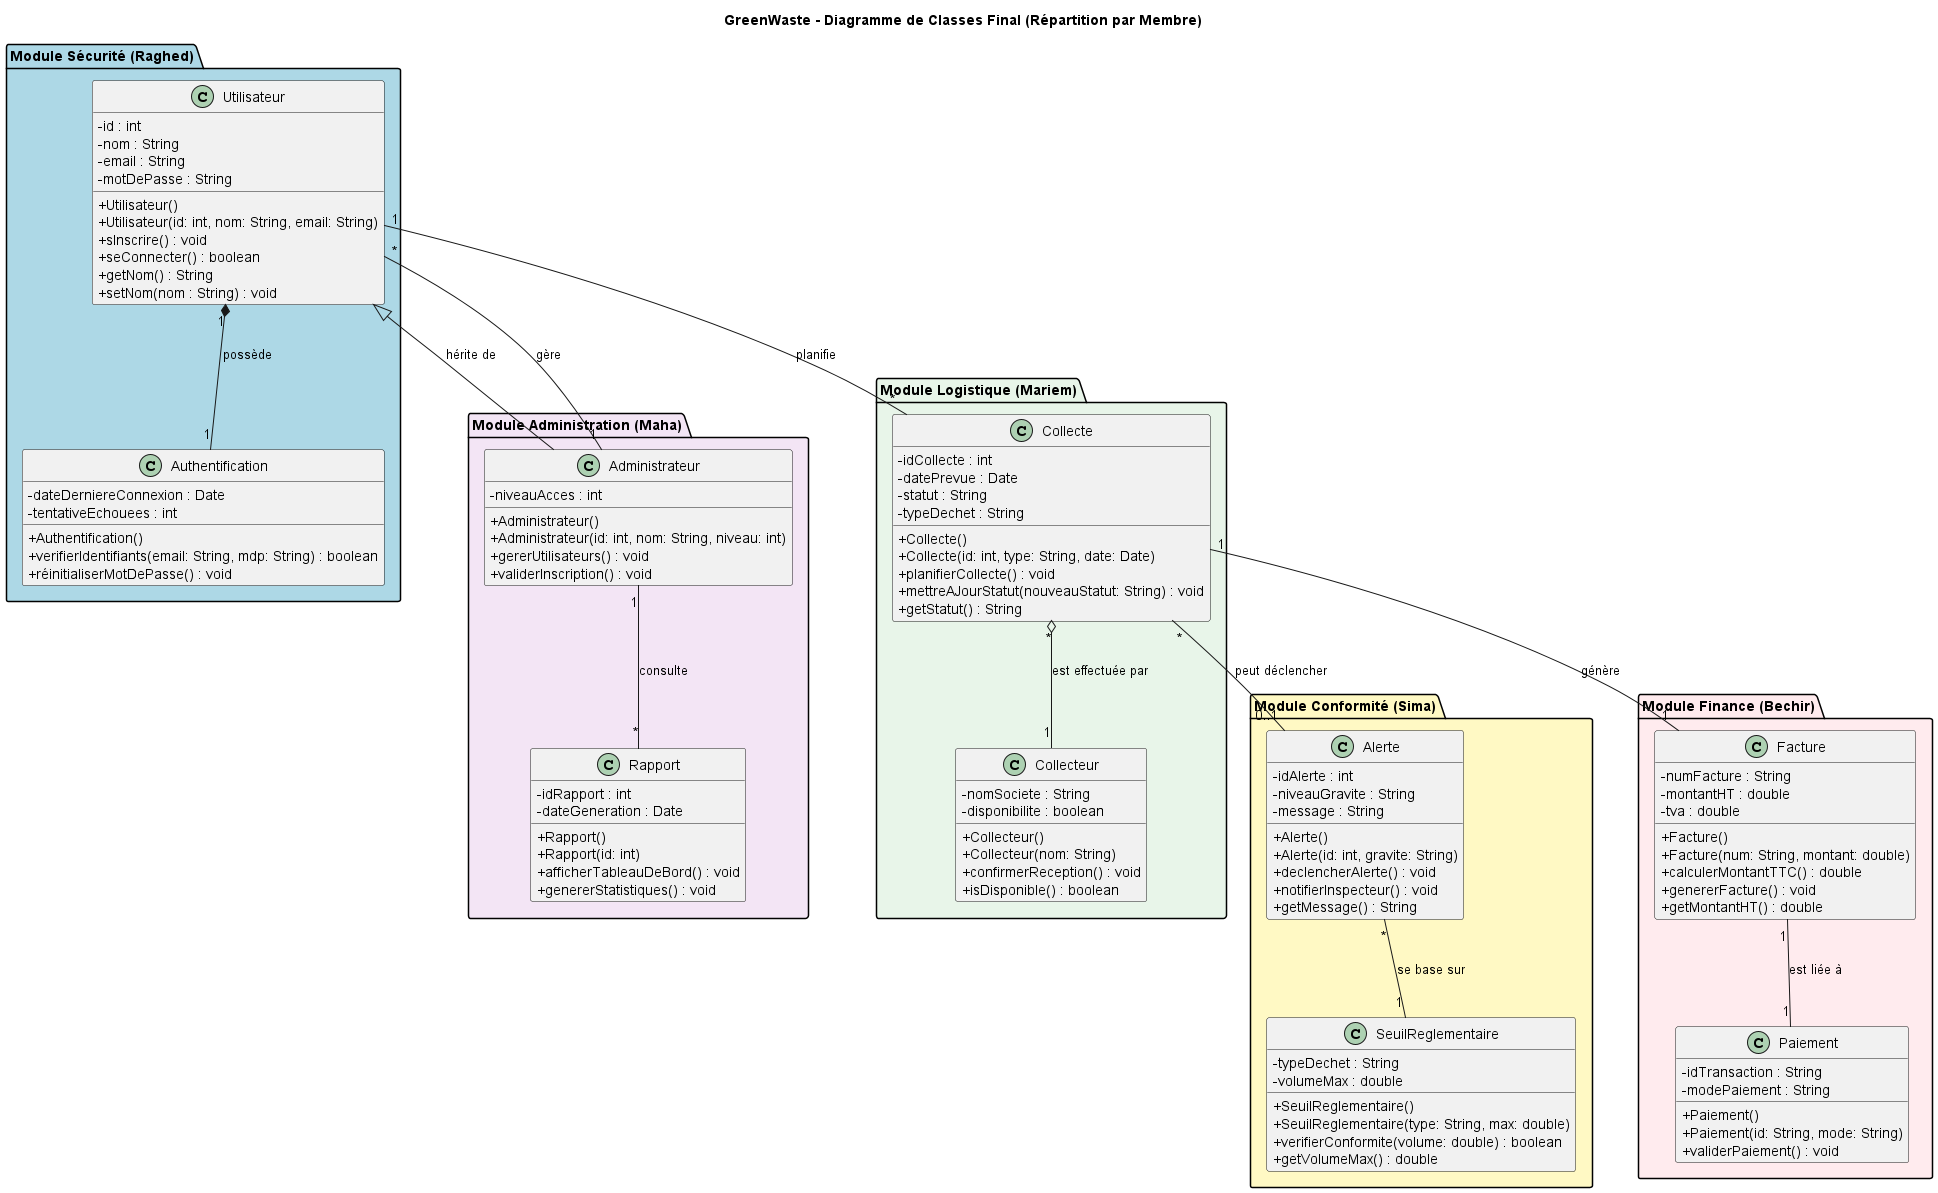 GreenWaste - Diagramme de Classes Final (Répartition par Membre)
Module Sécurité (Raghed)
C Utilisateur
-id : int
-nom : String
-email : String
-motDePasse : String
+Utilisateur()
+Utilisateur(id: int, nom: String, email: String)
+sInscrire() : void
+seConnecter() : boolean
+getNom() : String
+setNom(nom : String) : void
1
*
1
possède
hérite de
gère
planifie
1
C Authentification
-dateDerniereConnexion : Date
-tentativeEchouees : int
+Authentification()
+verifierIdentifiants(email: String, mdp: String) : boolean
+réinitialiserMotDePasse() : void
Module Administration (Maha)
1
C Administrateur
-niveauAcces : int
+Administrateur()
+Administrateur(id: int, nom: String, niveau: int)
+gererUtilisateurs() : void
+validerInscription() : void
1
consulte
*
C Rapport
-idRapport : int
-dateGeneration : Date
+Rapport()
+Rapport(id: int)
+afficherTableauDeBord() : void
+genererStatistiques() : void
Module Logistique (Mariem)
*
C Collecte
-idCollecte : int
-datePrevue : Date
-statut : String
-typeDechet : String
+Collecte()
+Collecte(id: int, type: String, date: Date)
+planifierCollecte() : void
+mettreAJourStatut(nouveauStatut: String) : void
+getStatut() : String
1
*
*
est effectuée par
peut déclencher
génère
1
C Collecteur
-nomSociete : String
-disponibilite : boolean
+Collecteur()
+Collecteur(nom: String)
+confirmerReception() : void
+isDisponible() : boolean
Module Conformité (Sima)
0..1
C Alerte
-idAlerte : int
-niveauGravite : String
-message : String
+Alerte()
+Alerte(id: int, gravite: String)
+declencherAlerte() : void
+notifierInspecteur() : void
+getMessage() : String
*
se base sur
1
C SeuilReglementaire
-typeDechet : String
-volumeMax : double
+SeuilReglementaire()
+SeuilReglementaire(type: String, max: double)
+verifierConformite(volume: double) : boolean
+getVolumeMax() : double
Module Finance (Bechir)
1
C Facture
-numFacture : String
-montantHT : double
-tva : double
+Facture()
+Facture(num: String, montant: double)
+calculerMontantTTC() : double
+genererFacture() : void
+getMontantHT() : double
1
est liée à
1
C Paiement
-idTransaction : String
-modePaiement : String
+Paiement()
+Paiement(id: String, mode: String)
+validerPaiement() : void